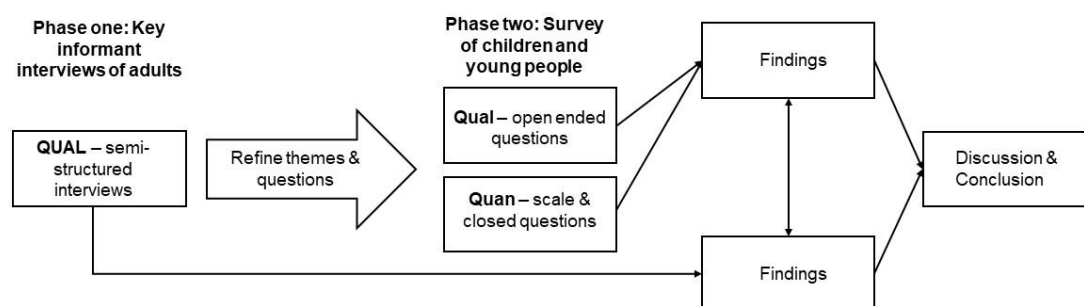 Phase one: Key
informant
interviews of adults
QUAL – semi-
structured
interviews
Refine themes &
questions
Phase two: Survey
of children and
young people
Qual – open ended
questions
Quan – scale &
closed questions
Findings
Findings
Discussion &
Conclusion